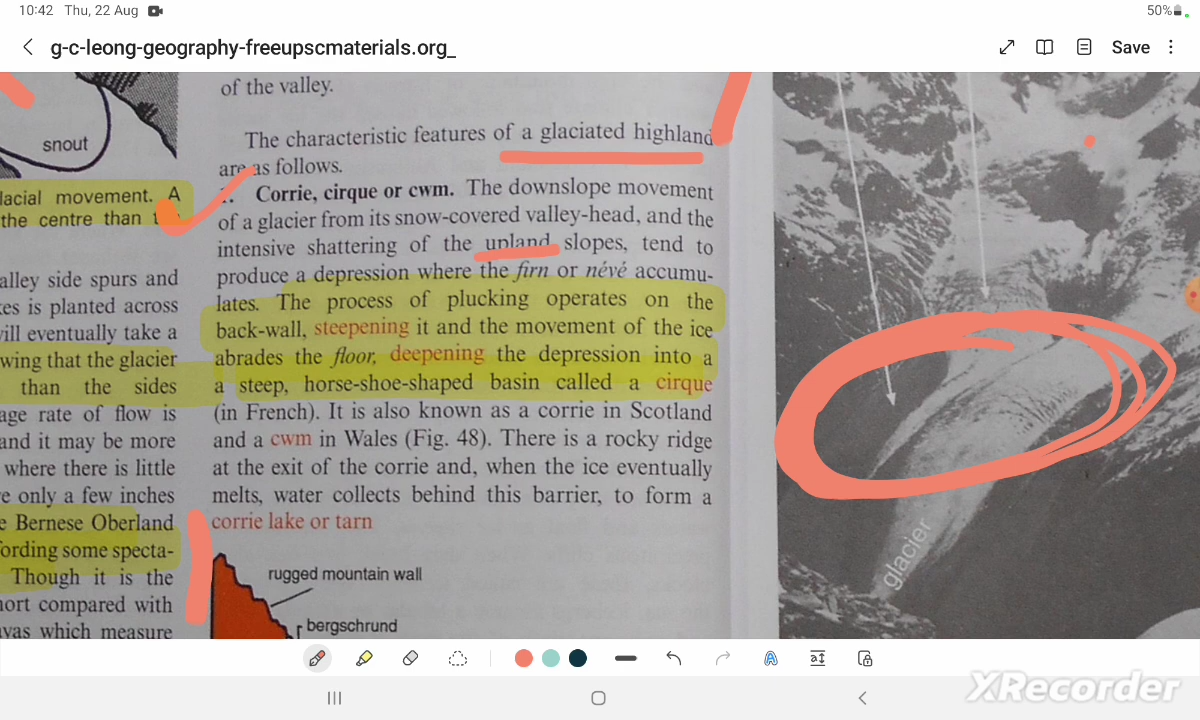 10:42 Thu, 22 Aug
50%
g-c-leong-geography-freeupscmaterials.org_
Save
snout
lacial movement. A
the centre than
alley side spurs and
es is planted across
will eventually take a
wing that the glacier
than the sides
age rate of flow is
and it may be more
where there is little
e only a few inches
e Bernese Oberland
fording some specta-
Though it is the
hort compared with
which measure
of the valley.
The characteristic features of a glaciated highland
are as follows.
Corrie, cirque or cwm. The downslope movement
of a glacier from its snow-covered valley-head, and the
intensive shattering of the upland slopes, tend to
produce a depression where the firn or névé accumu-
lates. The process of plucking operates on the
back-wall, steepening it and the movement of the ice
abrades the floor, deepening the depression into a
a steep, horse-shoe-shaped basin called a cirque
(in French). It is also known as a corrie in Scotland
and a cwm in Wales (Fig. 48). There is a rocky ridge
at the exit of the corrie and, when the ice eventually
melts, water collects behind this barrier, to form a
corrie lake or tarn
rugged mountain wall
bergschrund
glacier
XRecorder